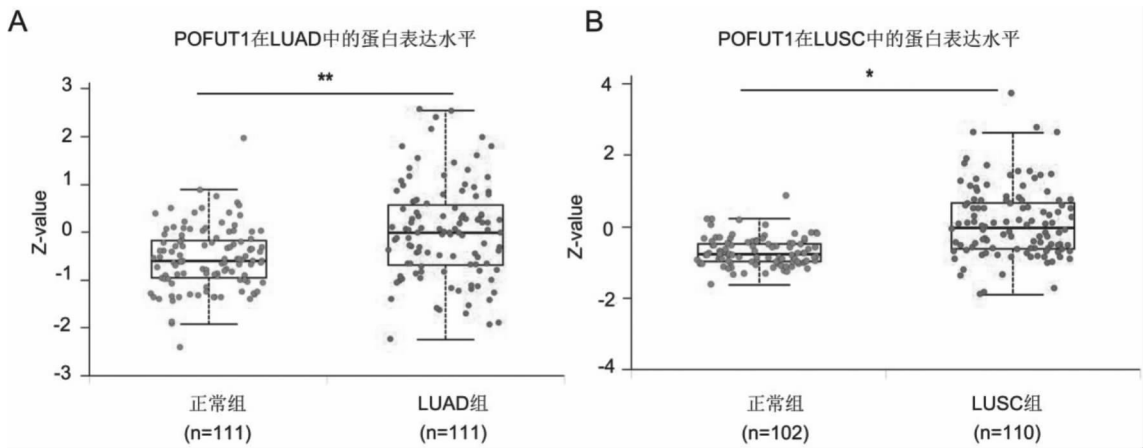 A
POFUT1在LUAD中的蛋白表达水平
**
3
2
1
0
-1
-2
-3
Z-value
正常组
(n=111)
LUAD组
(n=111)
B
POFUT1在LUSC中的蛋白表达水平
*
4
2
0
-2
-4
Z-value
正常组
(n=102)
LUSC组
(n=110)